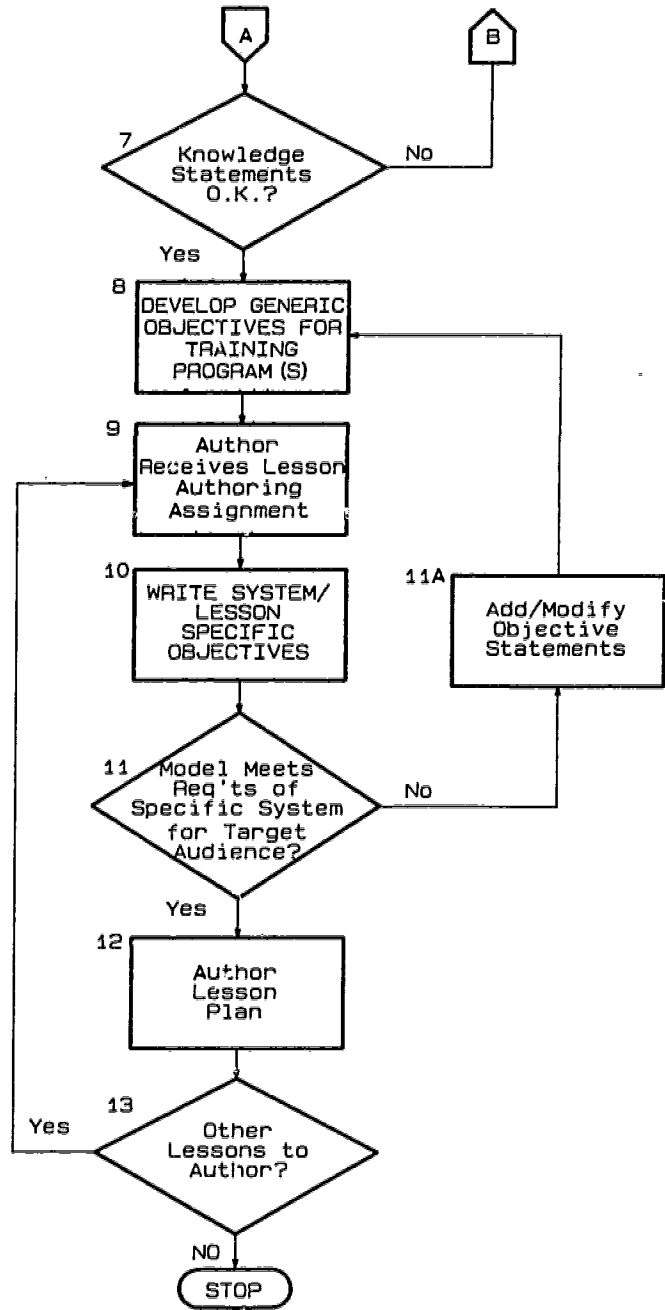 A
B
7
Knowledge
Statements
O.K.?
No
Yes
8
DEVELOP GENERIC
OBJECTIVES FOR
TRAINING
PROGRAM(S)
9
Author
Receives Lesson
Authoring
Assignment
10
WRITE SYSTEM/
LESSON
SPECIFIC
OBJECTIVES
11A
Add/Modify
Objective
Statements
11
Model Meets
Req'ts of
Specific System
for Target
Audience?
No
Yes
12
Author
Lesson
Plan
13
Other
Lessons to
Author?
Yes
NO
STOP